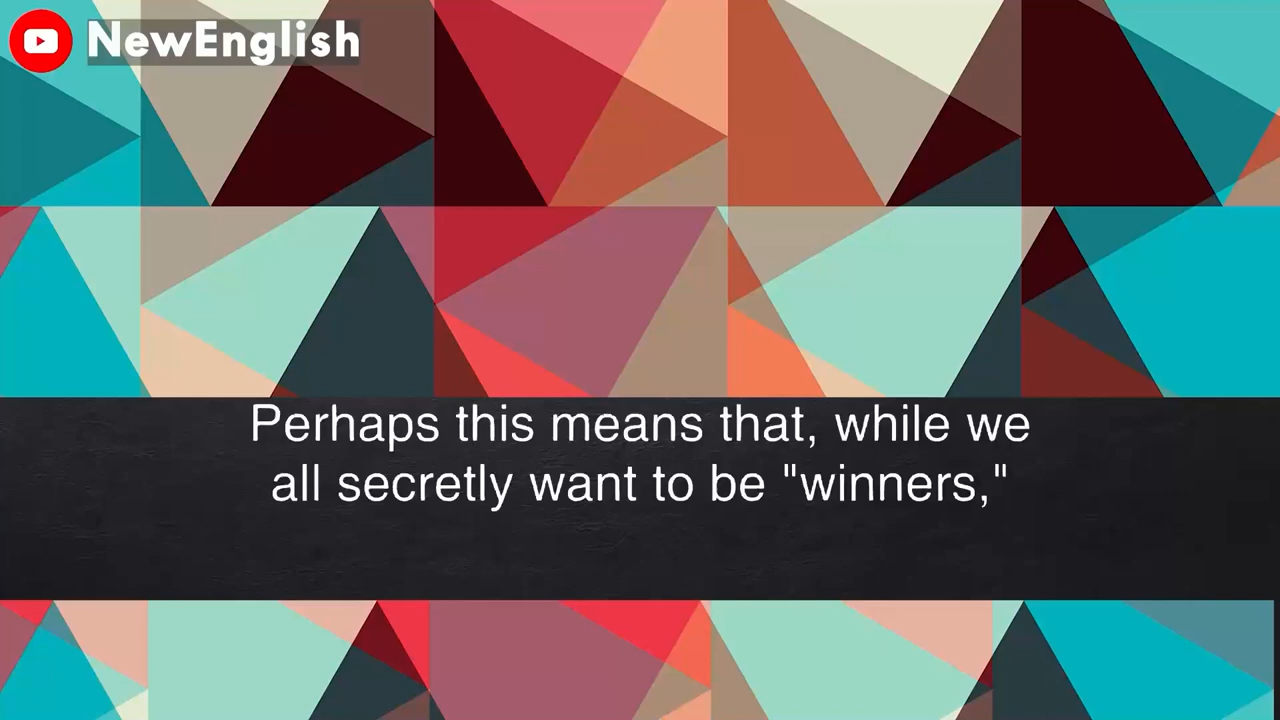 NewEnglish
Perhaps this means that, while we
all secretly want to be "winners,"